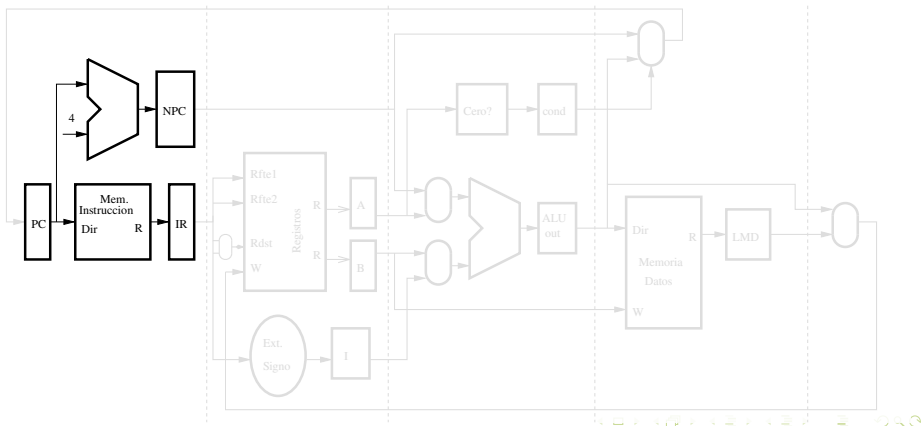 4
NPC
PC
Mem.
Instruccion
Dir
R
IR
Rfte1
Rfte2
Rdst
W
Registros
R
R
A
B
Ext.
Signo
I
Cero?
cond
ALU
out
Dir
R
Memoria
Datos
W
LMD